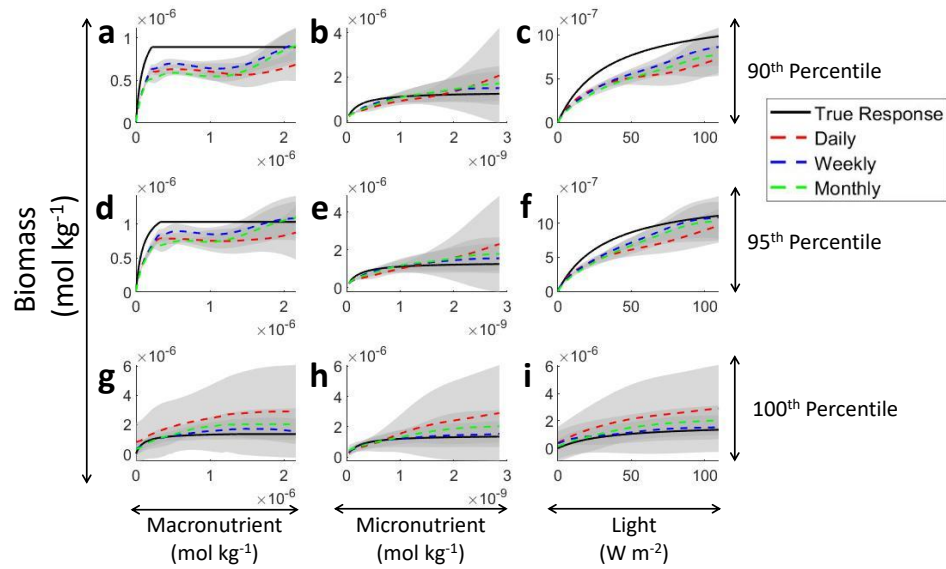 a
×10⁻⁶
1
0.5
0
0 1 2
×10⁻⁶
b
×10⁻⁶
6
4
2
0
0 1 2 3
×10⁻⁹
c
×10⁻⁷
10
5
0
0 50 100
90th Percentile
True Response
Daily
Weekly
Monthly
d
×10⁻⁶
1
0.5
0
0 1 2
×10⁻⁶
e
×10⁻⁶
6
4
2
0
0 1 2 3
×10⁻⁹
f
×10⁻⁷
10
5
0
0 50 100
95th Percentile
g
×10⁻⁶
6
4
2
0
0 1 2
×10⁻⁶
h
×10⁻⁶
6
4
2
0
0 1 2 3
×10⁻⁹
i
×10⁻⁶
6
4
2
0
0 50 100
100th Percentile
Biomass
(mol kg⁻¹)
Macronutrient
(mol kg⁻¹)
Micronutrient
(mol kg⁻¹)
Light
(W m⁻²)